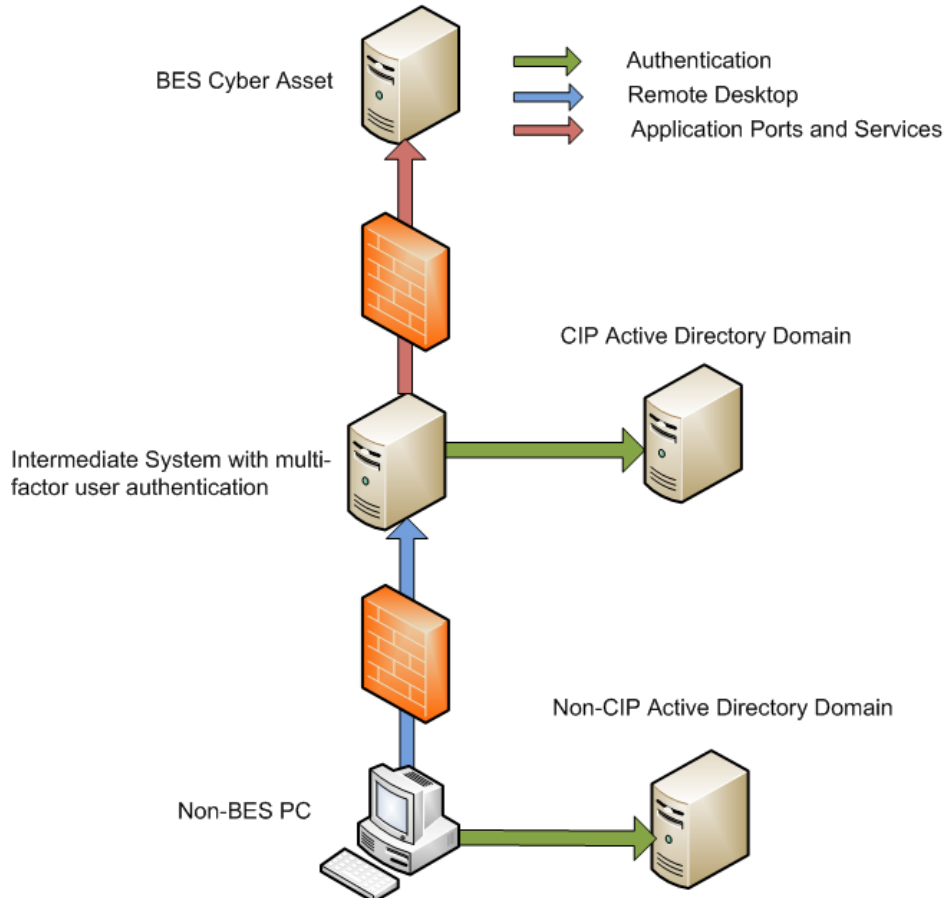 BES Cyber Asset
Authentication
Remote Desktop
Application Ports and Services
CIP Active Directory Domain
Intermediate System with multi-
factor user authentication
Non-CIP Active Directory Domain
Non-BES PC